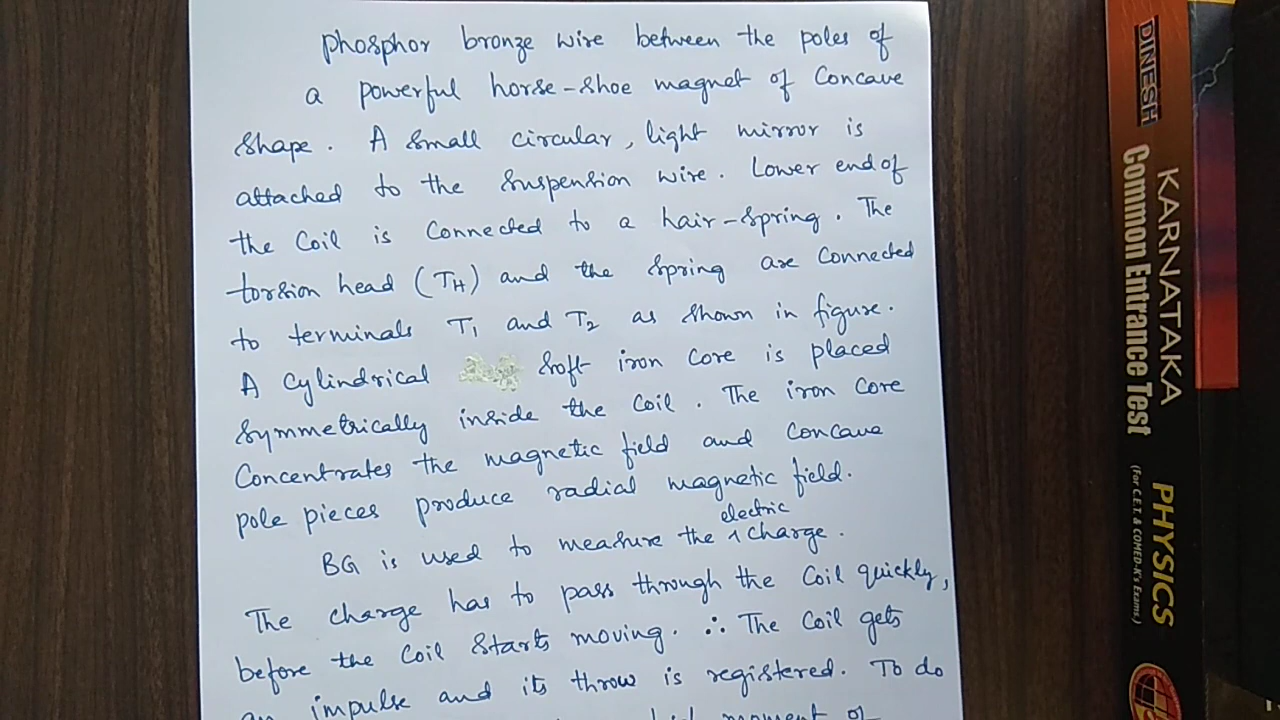 phosphor bronze wire between the poles of
a powerful horse-shoe magnet of Concave
Shape. A Small circular, light mirror is
attached to the Suspension wire. Lower end of
the Coil is Connected to a hair-Spring. The
torsion head (TH) and the Spring are Connected
to terminals T1 and T2 as Shown in figure.
A Cylindrical Soft iron Core is placed
Symmetrically inside the Coil. The iron Core
Concentrates the magnetic field and Concave
pole pieces produce radial magnetic field.
electric
BG is used to measure the ^ Charge.
The charge has to pass through the Coil quickly,
before the Coil Starts moving. ∴ The Coil gets
an impulse and its throw is registered. To do
moment of
DINESH
KARNATAKA
Common Entrance Test
PHYSICS
(For C.E.T. & COMED-K's Exams.)